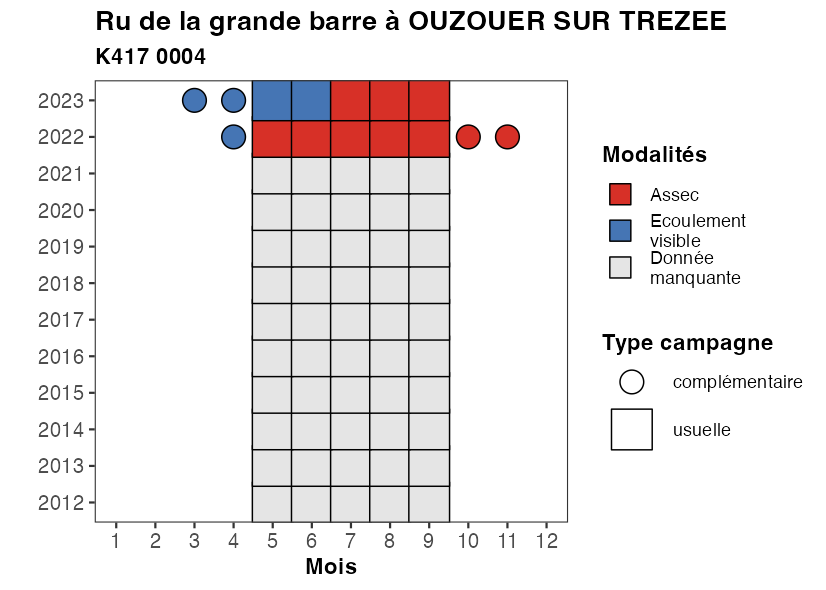 Ru de la grande barre à OUZOUER SUR TREZEE
K417 0004
2023
2022
2021
2020
2019
2018
2017
2016
2015
2014
2013
2012
1 2 3 4 5 6 7 8 9 10 11 12
Mois
Modalités
Assec
Ecoulement
visible
Donnée
manquante
Type campagne
complémentaire
usuelle